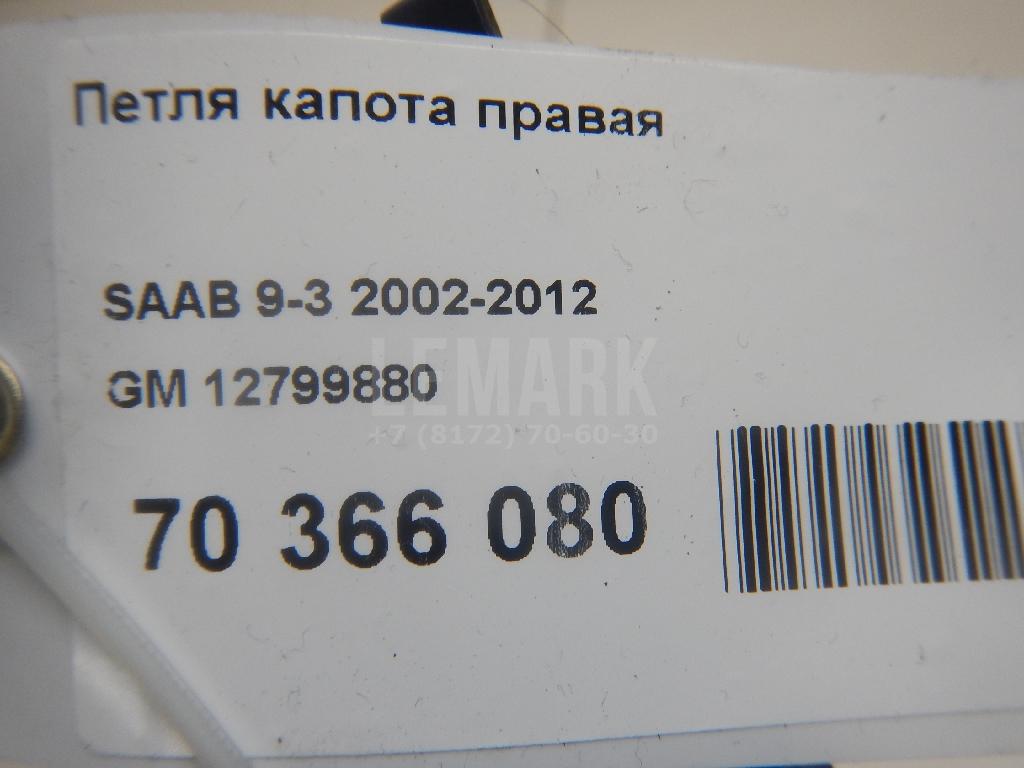 Петля капота правая
SAAB 9-3 2002-2012
GM 12799880
LEMARK
+7 (8172) 70-60-30
70 366 080